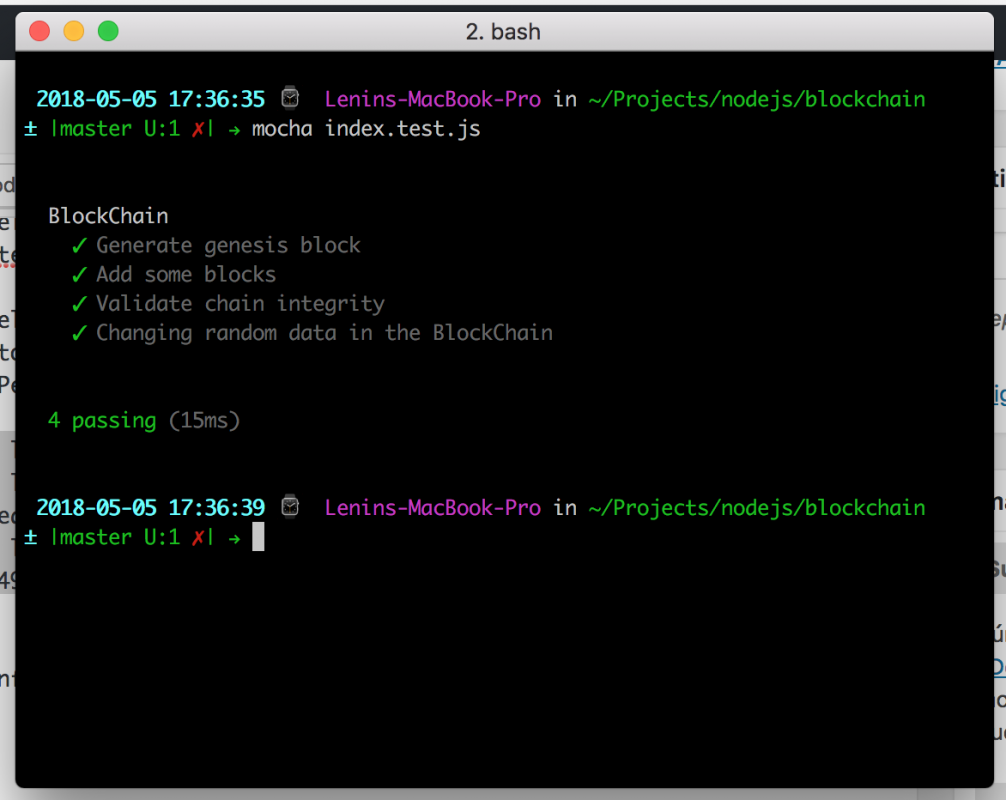 2. bash
2018-05-05 17:36:35 ⌚ Lenins-MacBook-Pro in ~/Projects/nodejs/blockchain
± |master U:1 ✗| → mocha index.test.js
BlockChain
✓ Generate genesis block
✓ Add some blocks
✓ Validate chain integrity
✓ Changing random data in the BlockChain
4 passing (15ms)
2018-05-05 17:36:39 ⌚ Lenins-MacBook-Pro in ~/Projects/nodejs/blockchain
± |master U:1 ✗| →